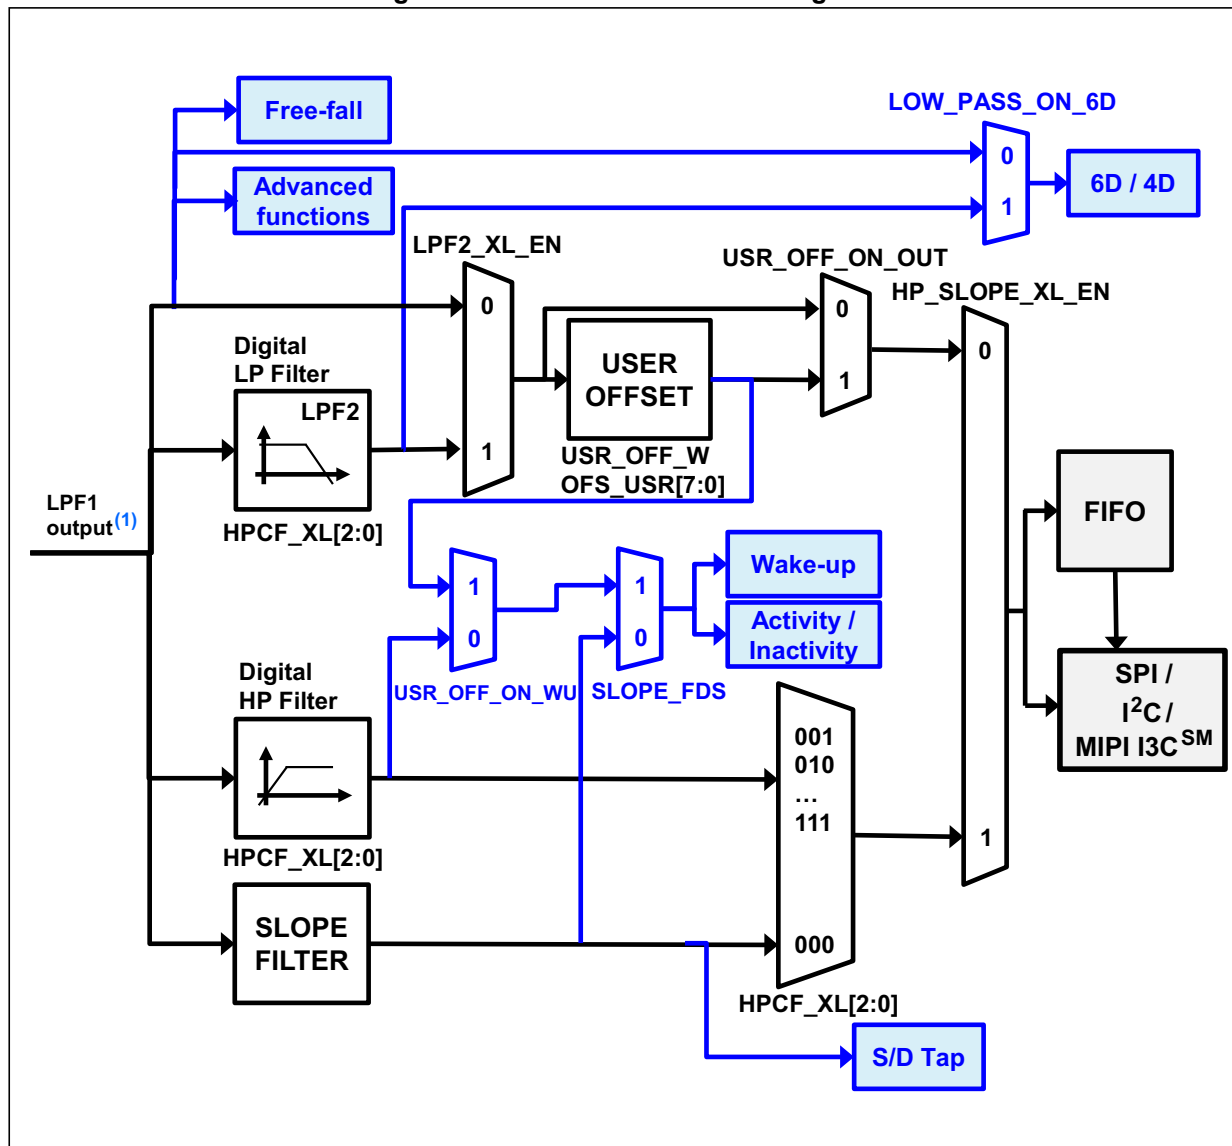 Free-fall
LOW_PASS_ON_6D
0
6D / 4D
Advanced
functions
1
LPF2_XL_EN
USR_OFF_ON_OUT
HP_SLOPE_XL_EN
0
0
Digital
LP Filter
USER
OFFSET
0
LPF2
1
1
USR_OFF_W
OFS_USR[7:0]
LPF1
output(1)
HPCF_XL[2:0]
FIFO
Wake-up
1
1
Activity /
Inactivity
0
0
Digital
HP Filter
USR_OFF_ON_WU
SLOPE_FDS
SPI /
I2C /
MIPI I3CSM
001
010
…
111
1
HPCF_XL[2:0]
SLOPE
FILTER
000
HPCF_XL[2:0]
S/D Tap